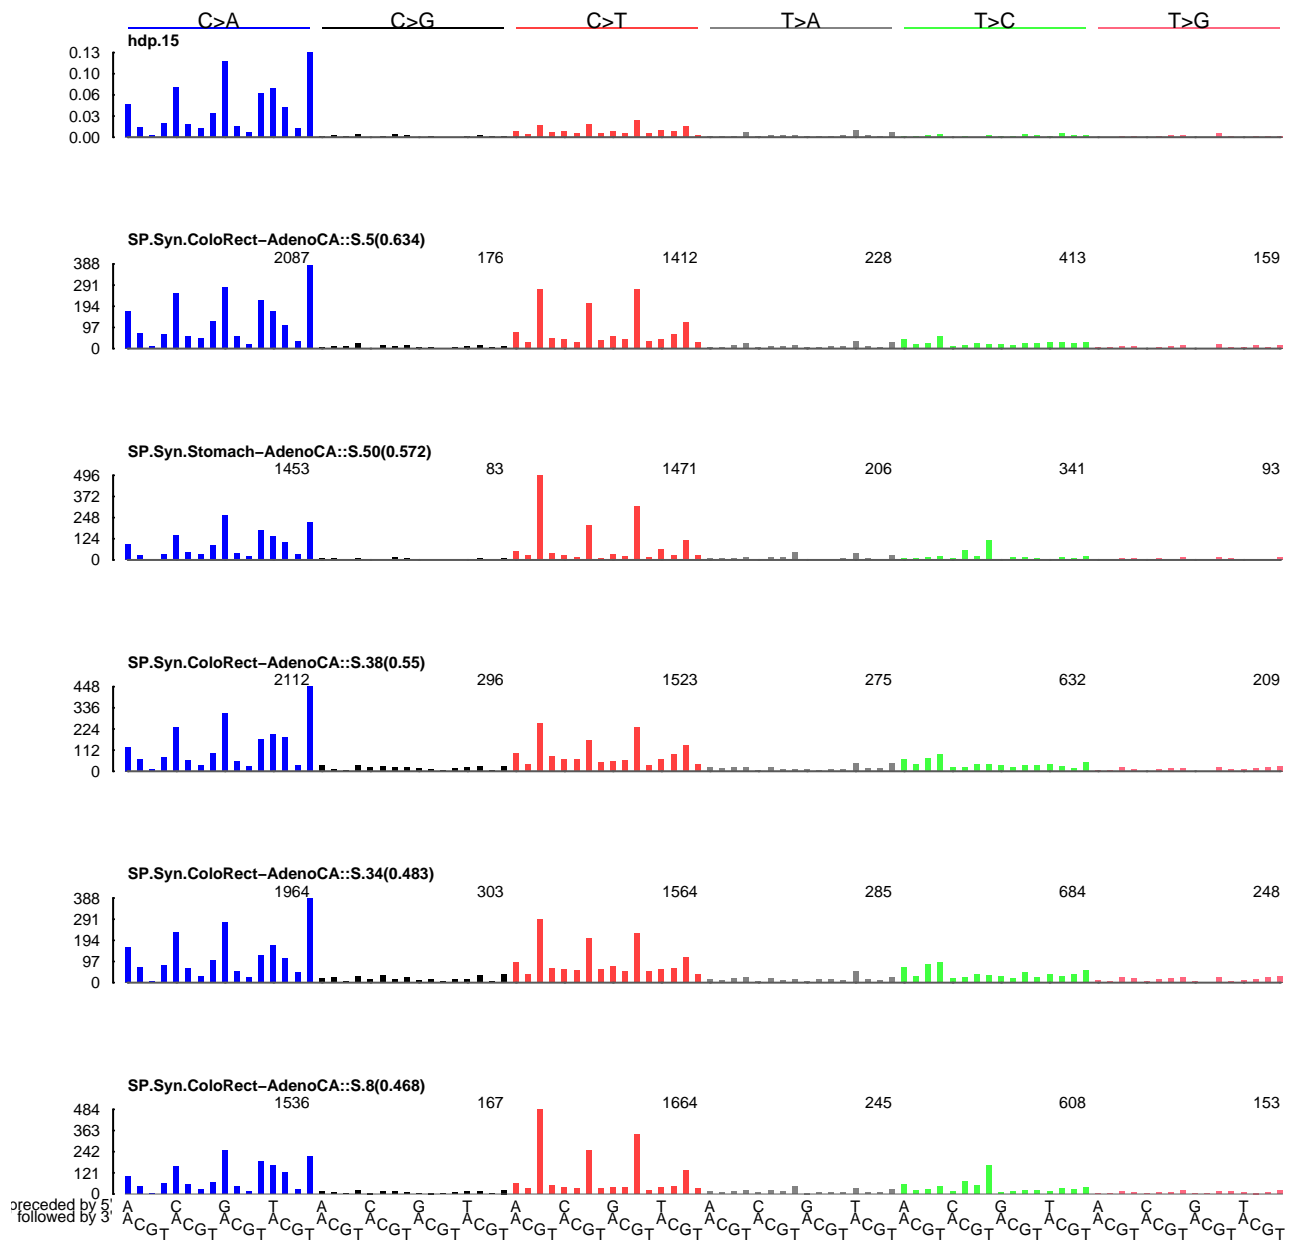 C>A C>G C>T T>A T>C T>G
hdp.15
0.13
0.10
0.06
0.03
0.00
SP.Syn.ColoRect−AdenoCA::S.5(0.634)
2087 176 1412 228 413 159
388
291
194
97
0
SP.Syn.Stomach−AdenoCA::S.50(0.572)
1453 83 1471 206 341 93
496
372
248
124
0
SP.Syn.ColoRect−AdenoCA::S.38(0.55)
2112 296 1523 275 632 209
448
336
224
112
0
SP.Syn.ColoRect−AdenoCA::S.34(0.483)
1964 303 1564 285 684 248
388
291
194
97
0
SP.Syn.ColoRect−AdenoCA::S.8(0.468)
1536 167 1664 245 608 153
484
363
242
121
0
preceded by 5' A C G T A C G T A C G T A C G T A C G T A C G T
followed by 3' A C G T A C G T A C G T A C G T A C G T A C G T A C G T A C G T A C G T A C G T A C G T A C G T A C G T A C G T A C G T A C G T A C G T A C G T A C G T A C G T A C G T A C G T A C G T A C G T